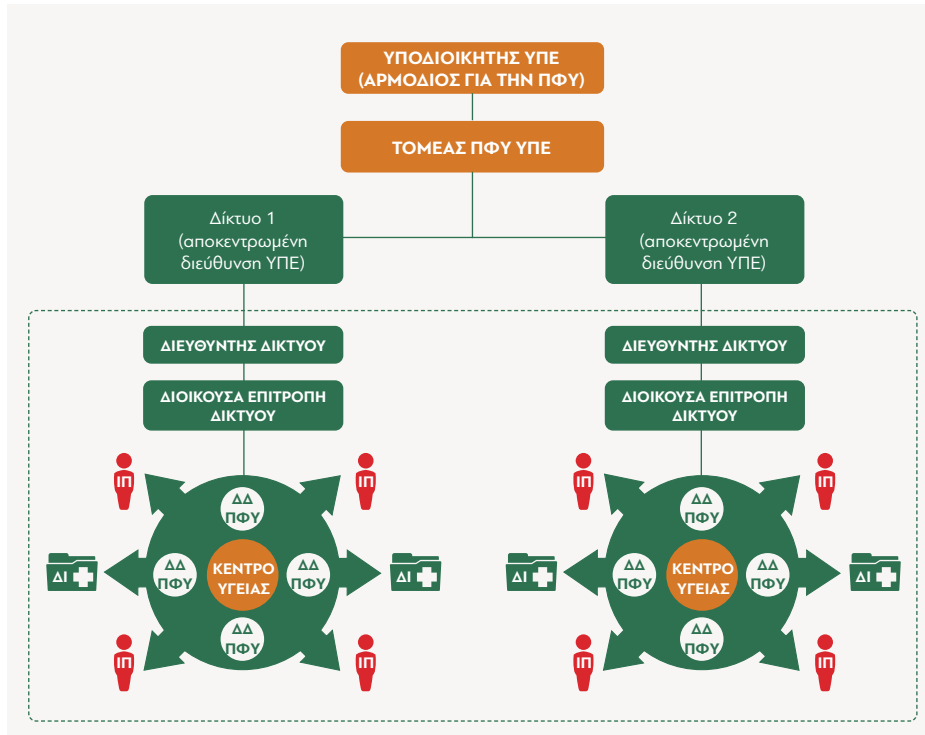 ΥΠΟΔΙΟΙΚΗΤΗΣ ΥΠΕ
(ΑΡΜΟΔΙΟΣ ΓΙΑ ΤΗΝ ΠΦΥ)
ΤΟΜΕΑΣ ΠΦΥ ΥΠΕ
Δίκτυο 1
(αποκεντρωμένη
διεύθυνση ΥΠΕ)
Δίκτυο 2
(αποκεντρωμένη
διεύθυνση ΥΠΕ)
ΔΙΕΥΘΥΝΤΗΣ ΔΙΚΤΥΟΥ
ΔΙΟΙΚΟΥΣΑ ΕΠΙΤΡΟΠΗ
ΔΙΚΤΥΟΥ
ΙΠ
ΙΠ
ΔΔ
ΠΦΥ
ΔΙ
ΔΔ
ΠΦΥ
ΚΕΝΤΡΟ
ΥΓΕΙΑΣ
ΔΔ
ΠΦΥ
ΔΙ
ΔΔ
ΠΦΥ
ΙΠ
ΙΠ
ΔΙΕΥΘΥΝΤΗΣ ΔΙΚΤΥΟΥ
ΔΙΟΙΚΟΥΣΑ ΕΠΙΤΡΟΠΗ
ΔΙΚΤΥΟΥ
ΙΠ
ΙΠ
ΔΔ
ΠΦΥ
ΔΙ
ΔΔ
ΠΦΥ
ΚΕΝΤΡΟ
ΥΓΕΙΑΣ
ΔΔ
ΠΦΥ
ΔΙ
ΔΔ
ΠΦΥ
ΙΠ
ΙΠ